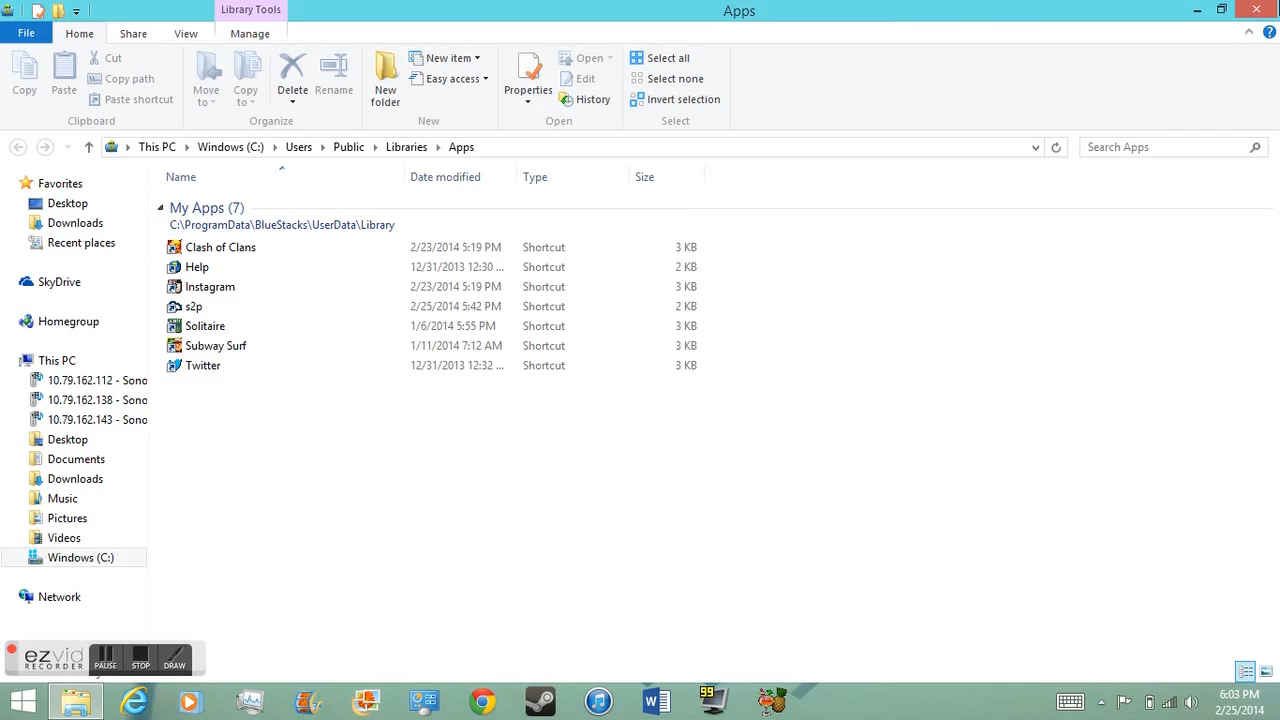 Library Tools
Apps
File
Home
Share
View
Manage
Copy
Paste
Cut
Copy path
Paste shortcut
Clipboard
Move to
Copy to
Delete
Rename
Organize
New folder
New item
Easy access
New
Properties
Open
Edit
History
Open
Select all
Select none
Invert selection
Select
This PC
Windows (C:)
Users
Public
Libraries
Apps
Search Apps
Name
Date modified
Type
Size
Favorites
Desktop
Downloads
Recent places
SkyDrive
Homegroup
This PC
10.79.162.112 - Sono
10.79.162.138 - Sono
10.79.162.143 - Sono
Desktop
Documents
Downloads
Music
Pictures
Videos
Windows (C:)
Network
My Apps (7)
C:\ProgramData\BlueStacks\UserData\Library
Clash of Clans 2/23/2014 5:19 PM Shortcut 3 KB
Help 12/31/2013 12:30 ... Shortcut 2 KB
Instagram 2/23/2014 5:19 PM Shortcut 3 KB
s2p 2/25/2014 5:42 PM Shortcut 2 KB
Solitaire 1/6/2014 5:55 PM Shortcut 3 KB
Subway Surf 1/11/2014 7:12 AM Shortcut 3 KB
Twitter 12/31/2013 12:32 ... Shortcut 3 KB
ezvid
RECORDER
PAUSE
STOP
DRAW
99
6:03 PM
2/25/2014